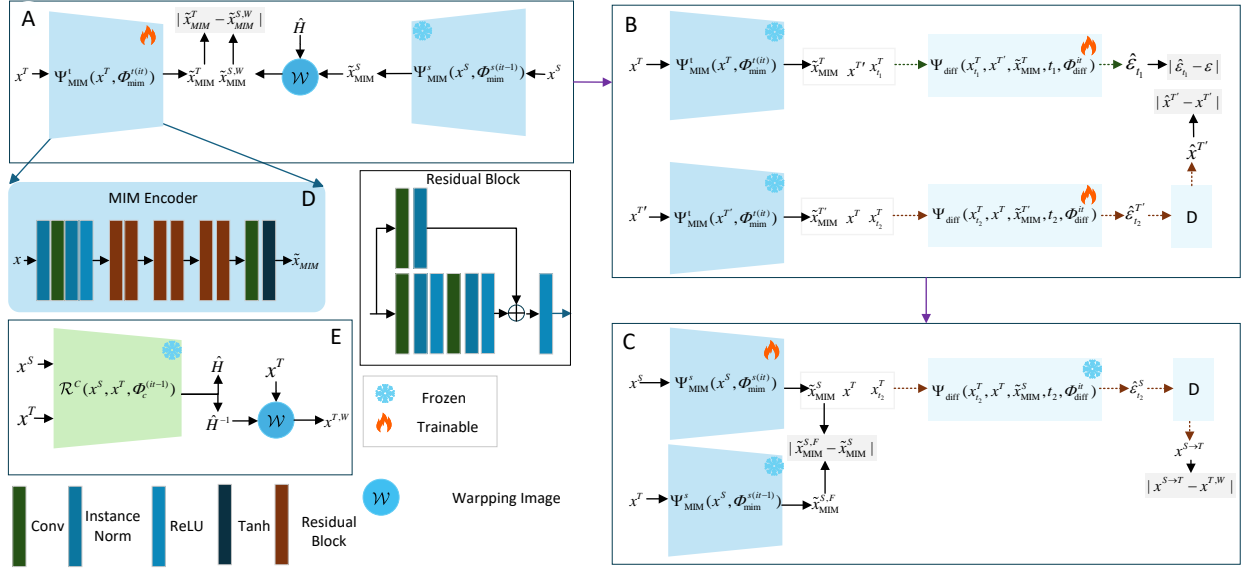 A
| x̃^T_MIM − x̃^{S,W}_MIM |
Ĥ
x^T
Ψ^t_MIM(x^T, Φ^{t(it)}_mim)
x̃^T_MIM x̃^{S,W}_MIM
𝒲
x̃^S_MIM
Ψ^s_MIM(x^S, Φ^{s(it−1)}_mim)
x^S
MIM Encoder
D
x
x̃_MIM
Residual Block
E
x^S
x^T
ℛ^C(x^S, x^T, Φ^{(it−1)}_c)
Ĥ
Ĥ^{−1}
x^T
𝒲
x^{T,W}
Frozen
Trainable
𝒲
Warpping Image
Conv
Instance
Norm
ReLU
Tanh
Residual
Block
B
x^T
Ψ^t_MIM(x^T, Φ^{t(it)}_mim)
x̃^T_MIM x^{T′} x^T_{t_1}
Ψ_diff(x^T_{t_1}, x^{T′}, x̃^T_MIM, t_1, Φ^{it}_diff)
ε̂_{t_1}
| ε̂_{t_1} − ε |
| x̂^{T′} − x^{T′} |
x̂^{T′}
x^{T′}
Ψ^t_MIM(x^{T′}, Φ^{t(it)}_mim)
x̃^{T′}_MIM x^T x^T_{t_2}
Ψ_diff(x^T_{t_2}, x^T, x̃^{T′}_MIM, t_2, Φ^{it}_diff)
ε̂^{T′}_{t_2}
D
C
x^S
Ψ^s_MIM(x^S, Φ^{s(it)}_mim)
x̃^S_MIM x^T x^T_{t_2}
Ψ_diff(x^T_{t_2}, x^T, x̃^S_MIM, t_2, Φ^{it}_diff)
ε̂^S_{t_2}
D
| x̃^{S,F}_MIM − x̃^S_MIM |
x^{S→T}
| x^{S→T} − x^{T,W} |
x^T
Ψ^s_MIM(x^S, Φ^{s(it−1)}_mim)
x̃^{S,F}_MIM